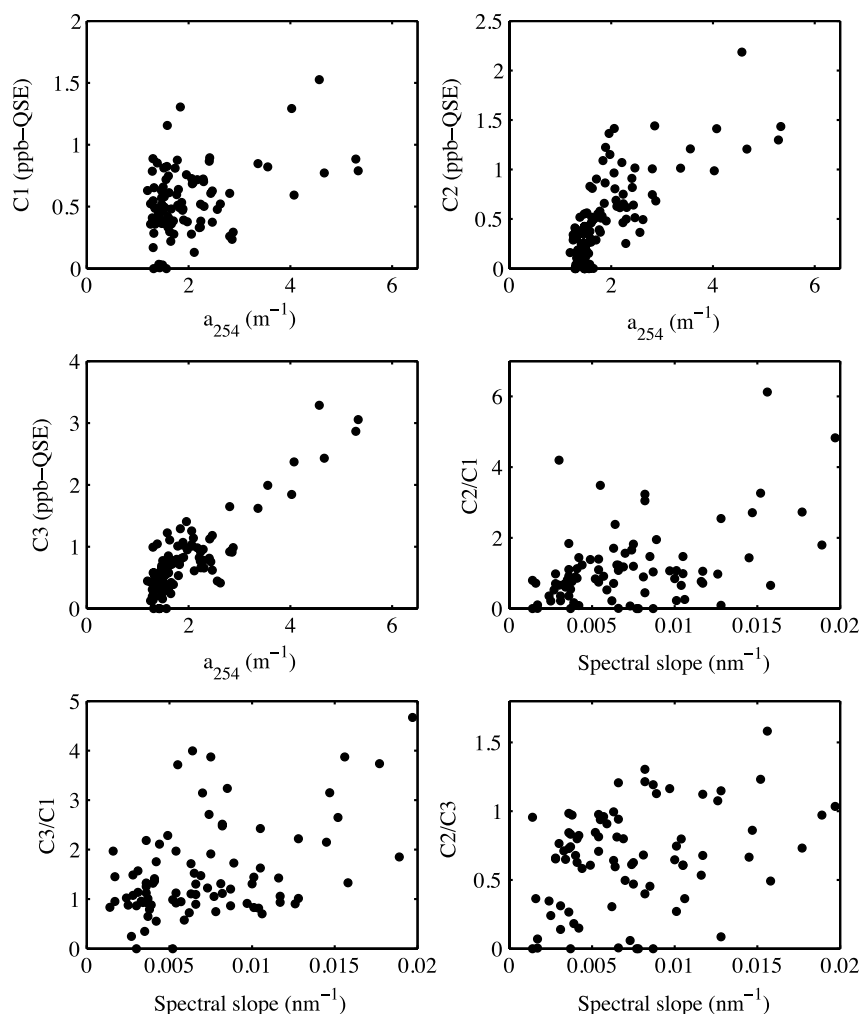 2
1.5
1
0.5
0
C1 (ppb−QSE)
0 2 4 6
a_254 (m^−1)
2.5
2
1.5
1
0.5
0
C2 (ppb−QSE)
0 2 4 6
a_254 (m^−1)
4
3
2
1
0
C3 (ppb−QSE)
0 2 4 6
a_254 (m^−1)
6
4
2
0
C2/C1
0 0.005 0.01 0.015 0.02
Spectral slope (nm^−1)
5
4
3
2
1
0
C3/C1
0 0.005 0.01 0.015 0.02
Spectral slope (nm^−1)
1.5
1
0.5
0
C2/C3
0 0.005 0.01 0.015 0.02
Spectral slope (nm^−1)